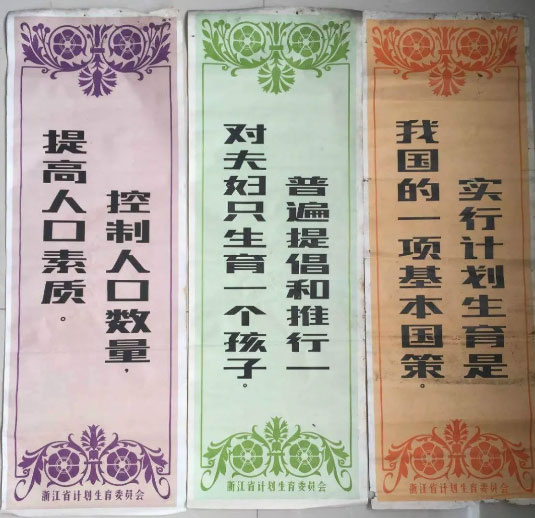 实行计划生育是
我国的一项基本国策。
浙江省计划生育委员会
普遍提倡和推行一
对夫妇只生育一个孩子。
浙江省计划生育委员会
控制人口数量，
提高人口素质。
浙江省计划生育委员会